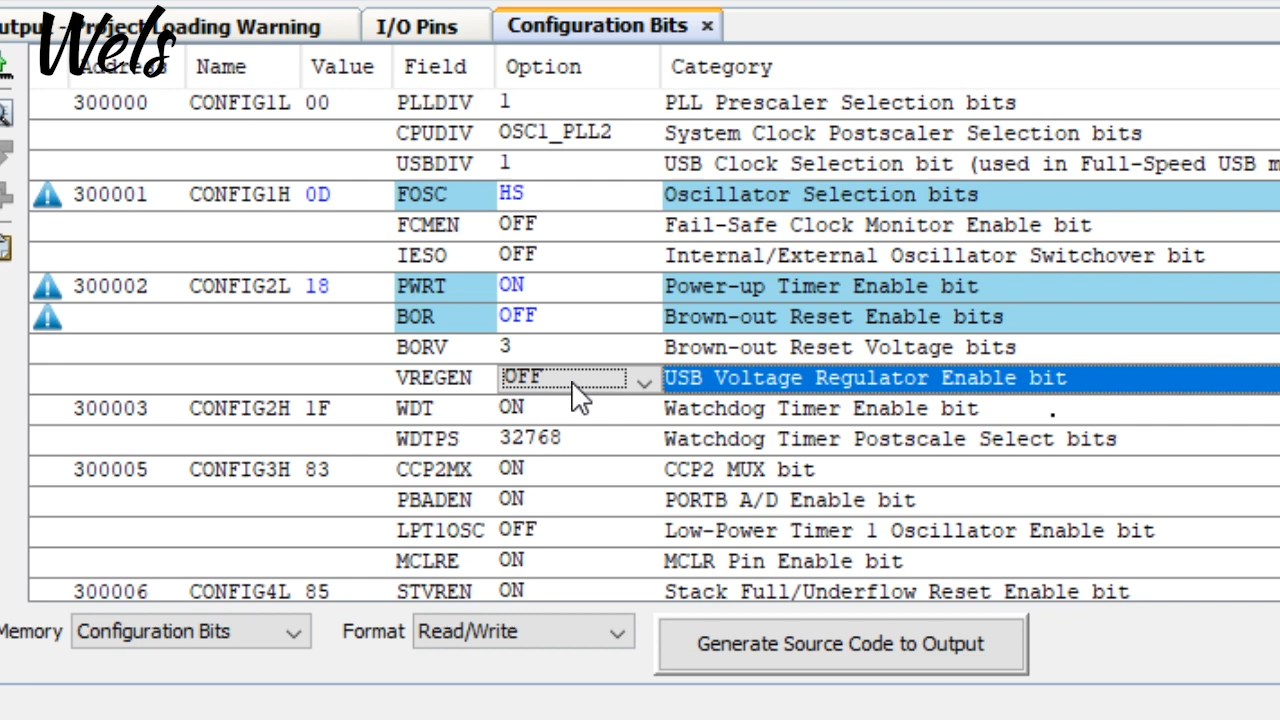 utput - Project Loading Warning I/O Pins Configuration Bits ×
Wels
Address Name Value Field Option Category
300000 CONFIG1L 00 PLLDIV 1 PLL Prescaler Selection bits
CPUDIV OSC1_PLL2 System Clock Postscaler Selection bits
USBDIV 1 USB Clock Selection bit (used in Full-Speed USB m
300001 CONFIG1H 0D FOSC HS Oscillator Selection bits
FCMEN OFF Fail-Safe Clock Monitor Enable bit
IESO OFF Internal/External Oscillator Switchover bit
300002 CONFIG2L 18 PWRT ON Power-up Timer Enable bit
BOR OFF Brown-out Reset Enable bits
BORV 3 Brown-out Reset Voltage bits
VREGEN OFF USB Voltage Regulator Enable bit
300003 CONFIG2H 1F WDT ON Watchdog Timer Enable bit .
WDTPS 32768 Watchdog Timer Postscale Select bits
300005 CONFIG3H 83 CCP2MX ON CCP2 MUX bit
PBADEN ON PORTB A/D Enable bit
LPT1OSC OFF Low-Power Timer 1 Oscillator Enable bit
MCLRE ON MCLR Pin Enable bit
300006 CONFIG4L 85 STVREN ON Stack Full/Underflow Reset Enable bit
Memory Configuration Bits Format Read/Write Generate Source Code to Output